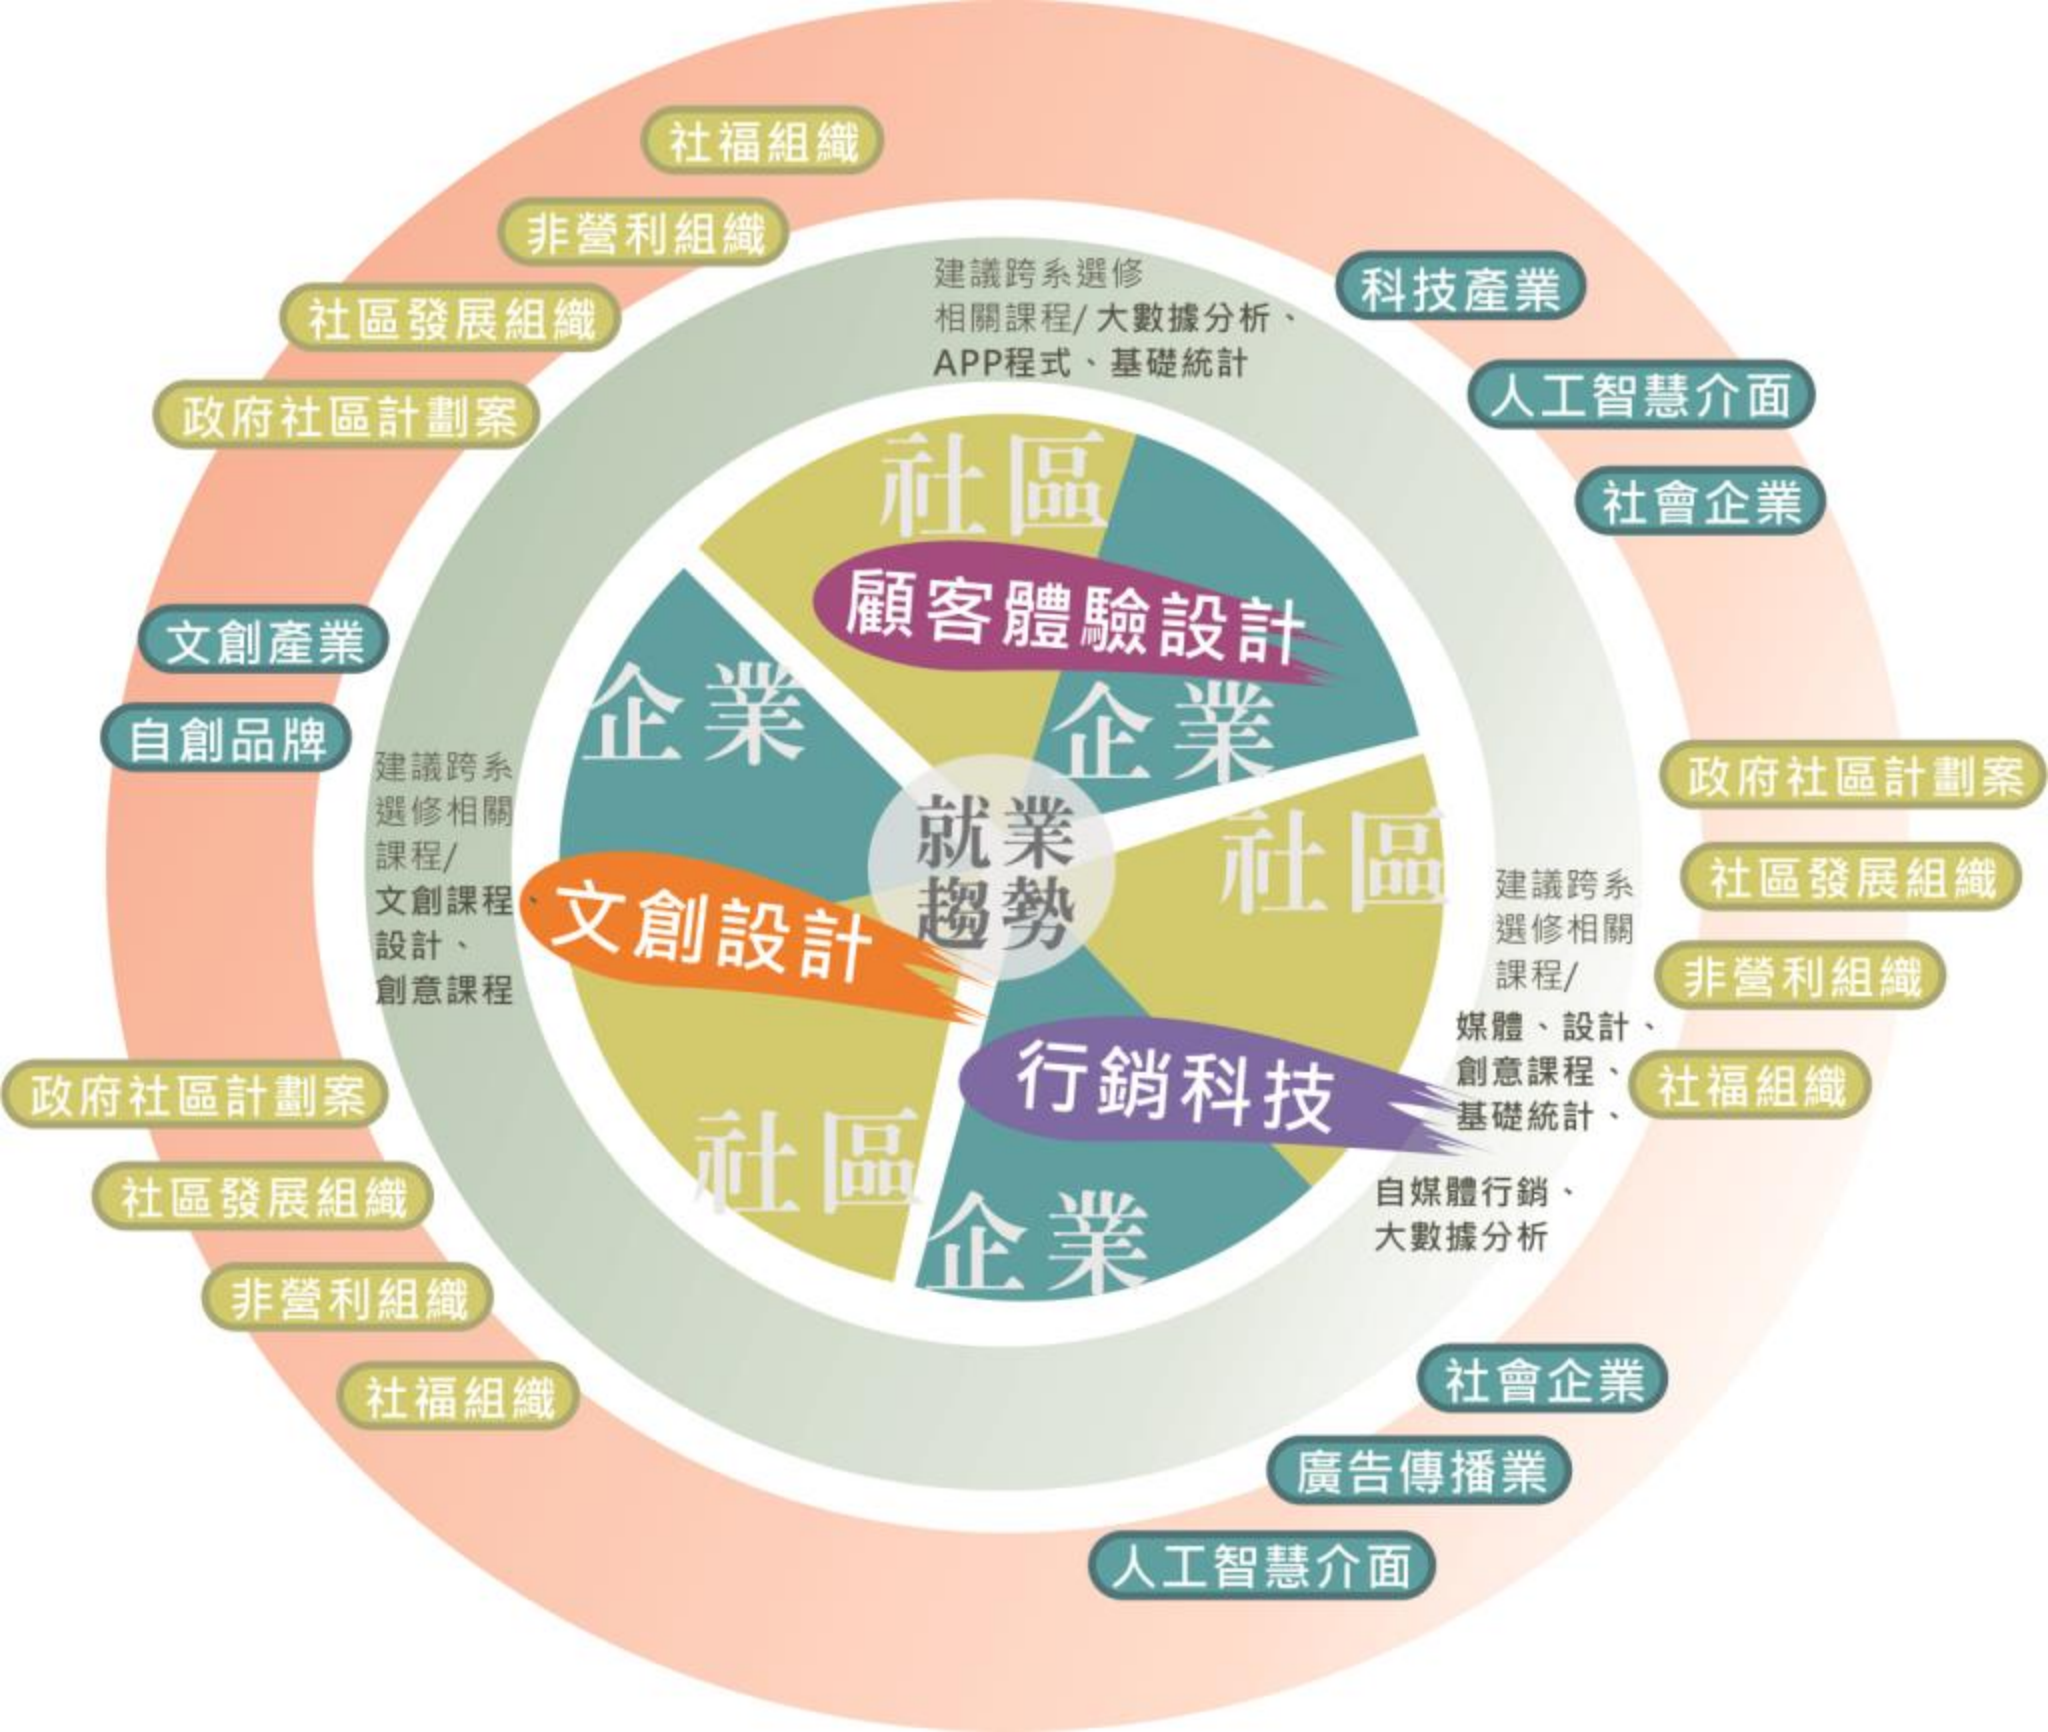 社福組織
非營利組織
社區發展組織
政府社區計劃案
建議跨系選修
相關課程/ 大數據分析、
APP程式、基礎統計
科技產業
人工智慧介面
社會企業
社區
顧客體驗設計
企業
企業
就業
趨勢
文創產業
自創品牌
建議跨系
選修相關
課程/
文創課程、
設計、
創意課程
文創設計
社區
政府社區計劃案
社區發展組織
非營利組織
社福組織
社區
行銷科技
企業
建議跨系
選修相關
課程/
媒體、設計、
創意課程、
基礎統計、
自媒體行銷、
大數據分析
政府社區計劃案
社區發展組織
非營利組織
社福組織
社會企業
廣告傳播業
人工智慧介面